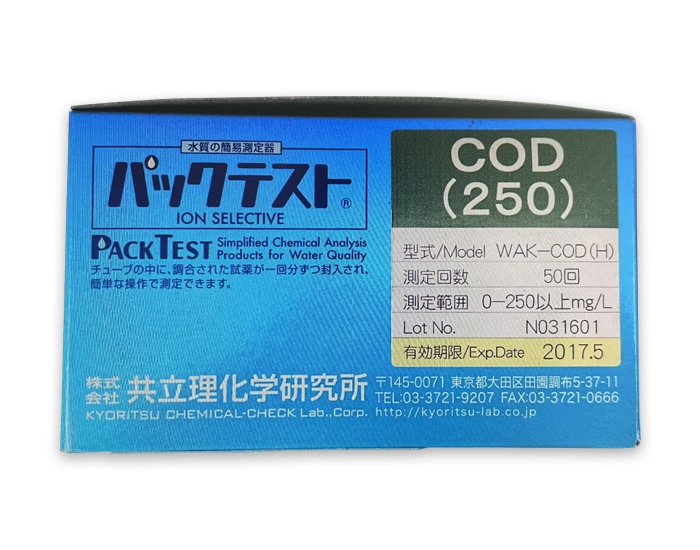 水質の簡易測定器
パックテスト®
ION SELECTIVE
PACKTEST Simplified Chemical Analysis
Products for Water Quality
チューブの中に、調合された試薬が一回分ずつ封入され、
簡単な操作で測定できます。
COD
(250)
型式/Model WAK−COD(H)
測定回数 50回
測定範囲 0−250以上mg/L
Lot No. N031601
有効期限/Exp.Date 2017.5
株式会社 共立理化学研究所
KYORITSU CHEMICAL-CHECK Lab.,Corp.
〒145-0071 東京都大田区田園調布5-37-11
TEL:03-3721-9207 FAX:03-3721-0666
http://kyoritsu-lab.co.jp